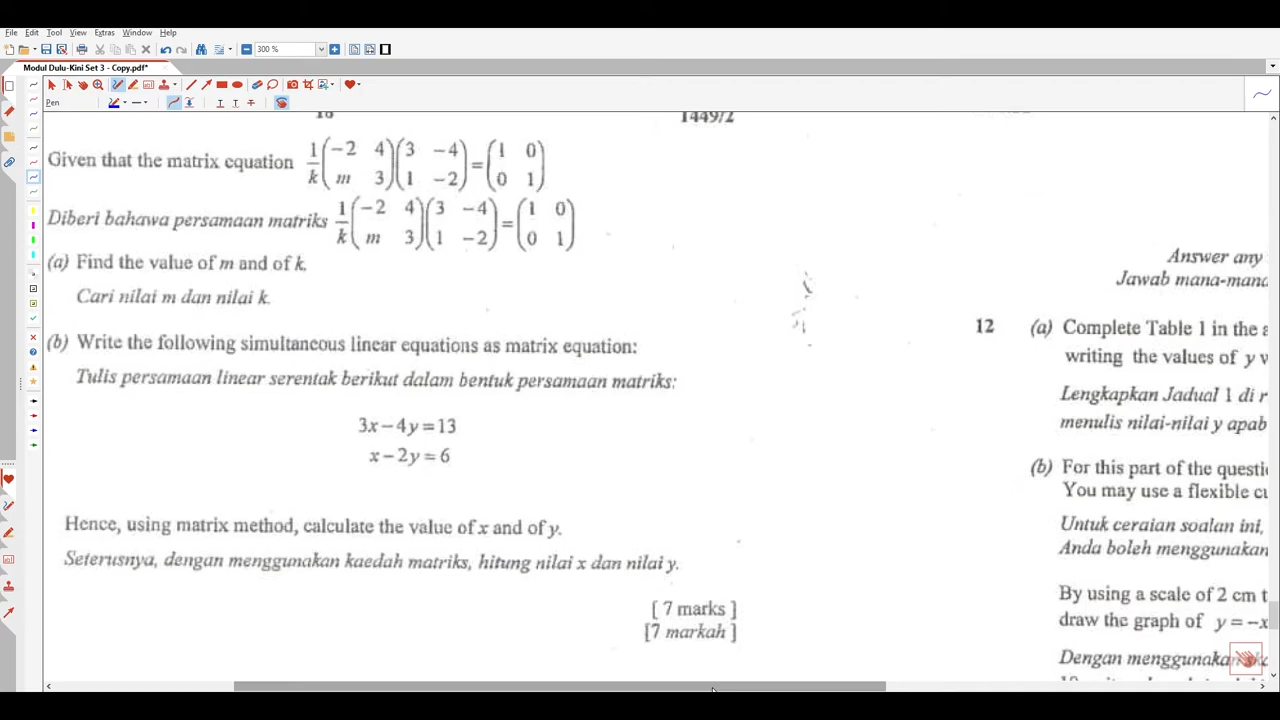 File Edit Tool View Extras Window Help
300 %
Modul Dulu-Kini Set 3 - Copy.pdf*
Pen
1449/2
Given that the matrix equation 1/k (-2 4 m 3) (3 -4 1 -2) = (1 0 0 1)
Diberi bahawa persamaan matriks 1/k (-2 4 m 3) (3 -4 1 -2) = (1 0 0 1)
(a) Find the value of m and of k.
Cari nilai m dan nilai k.
(b) Write the following simultaneous linear equations as matrix equation:
Tulis persamaan linear serentak berikut dalam bentuk persamaan matriks:
3x – 4y = 13
x – 2y = 6
Hence, using matrix method, calculate the value of x and of y.
Seterusnya, dengan menggunakan kaedah matriks, hitung nilai x dan nilai y.
[ 7 marks ]
[7 markah ]
Answer any
Jawab mana-mana
12 (a) Complete Table 1 in the a
writing the values of y
Lengkapkan Jadual 1 di r
menulis nilai-nilai y apab
(b) For this part of the questi
You may use a flexible cu
Untuk ceraian soalan ini,
Anda boleh menggunakan
By using a scale of 2 cm t
draw the graph of y = –x
Dengan menggunakan